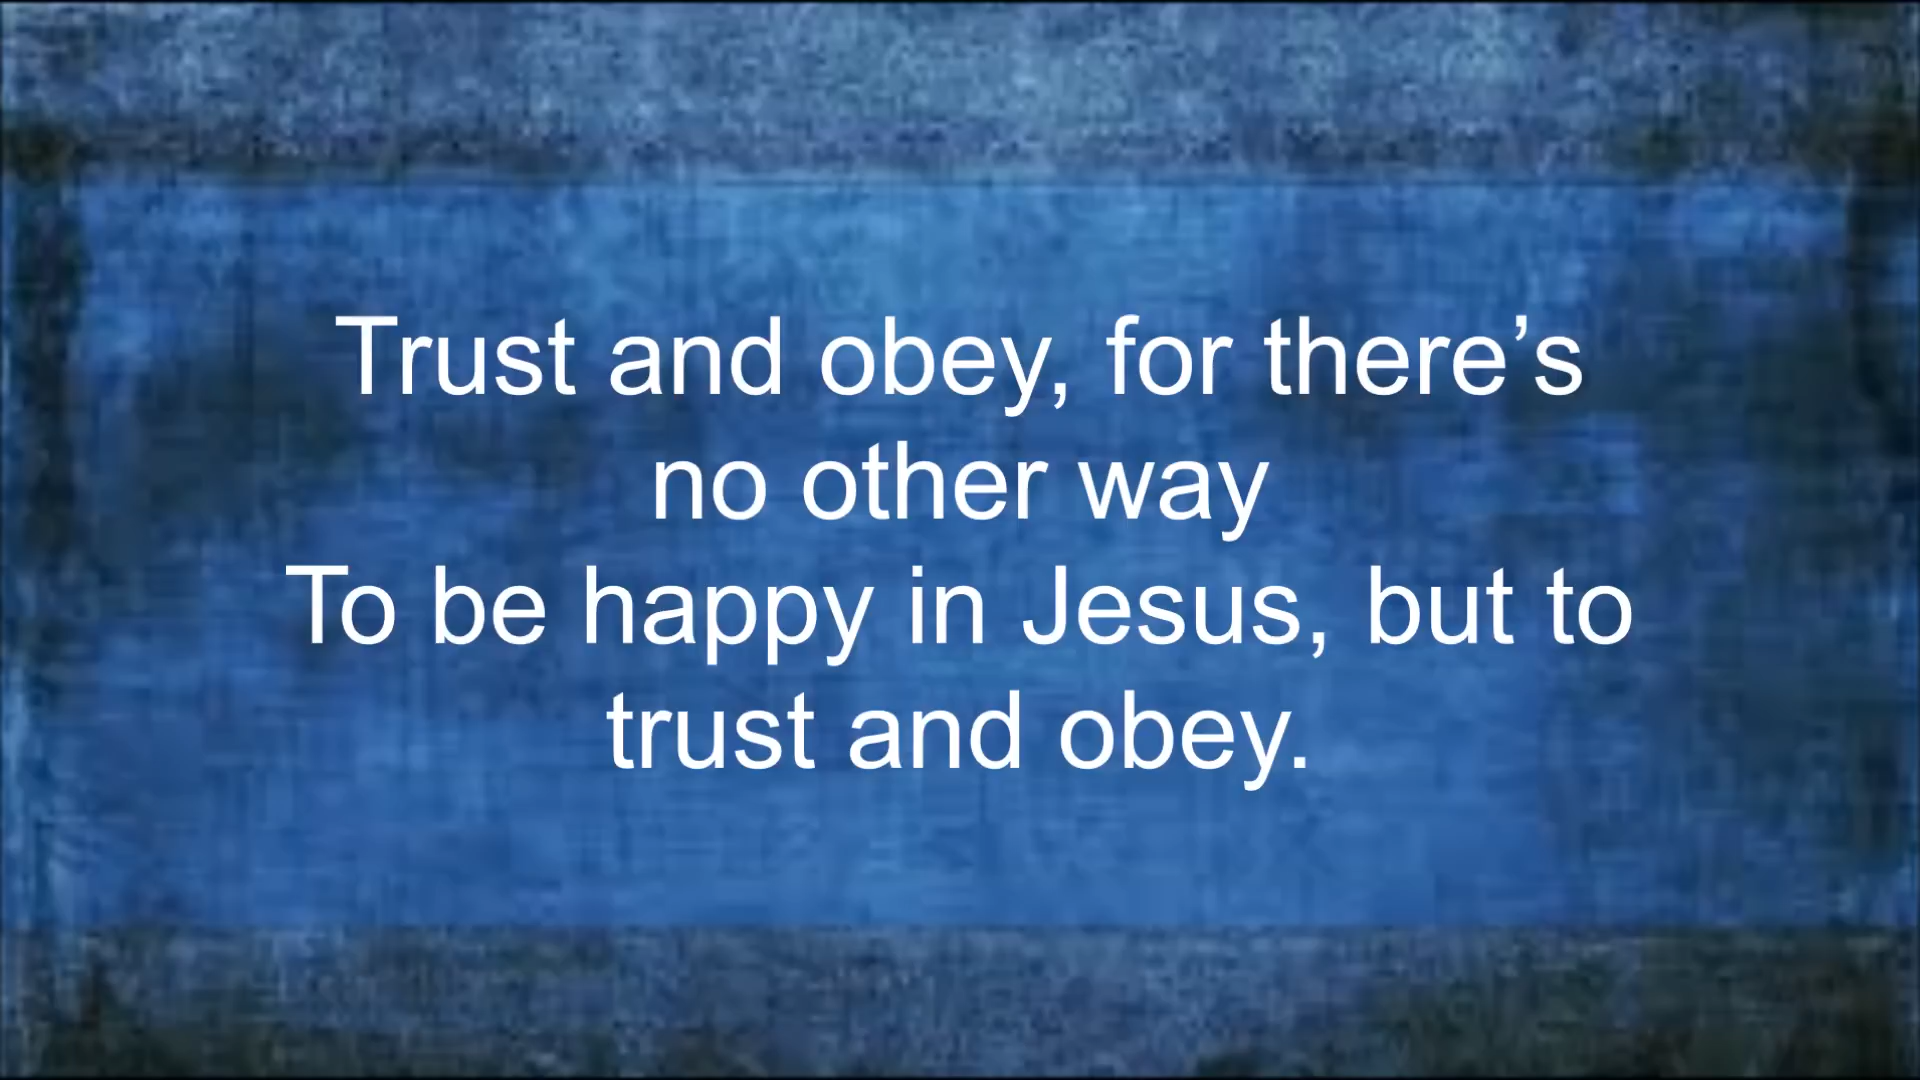 Trust and obey, for there’s
no other way
To be happy in Jesus, but to
trust and obey.